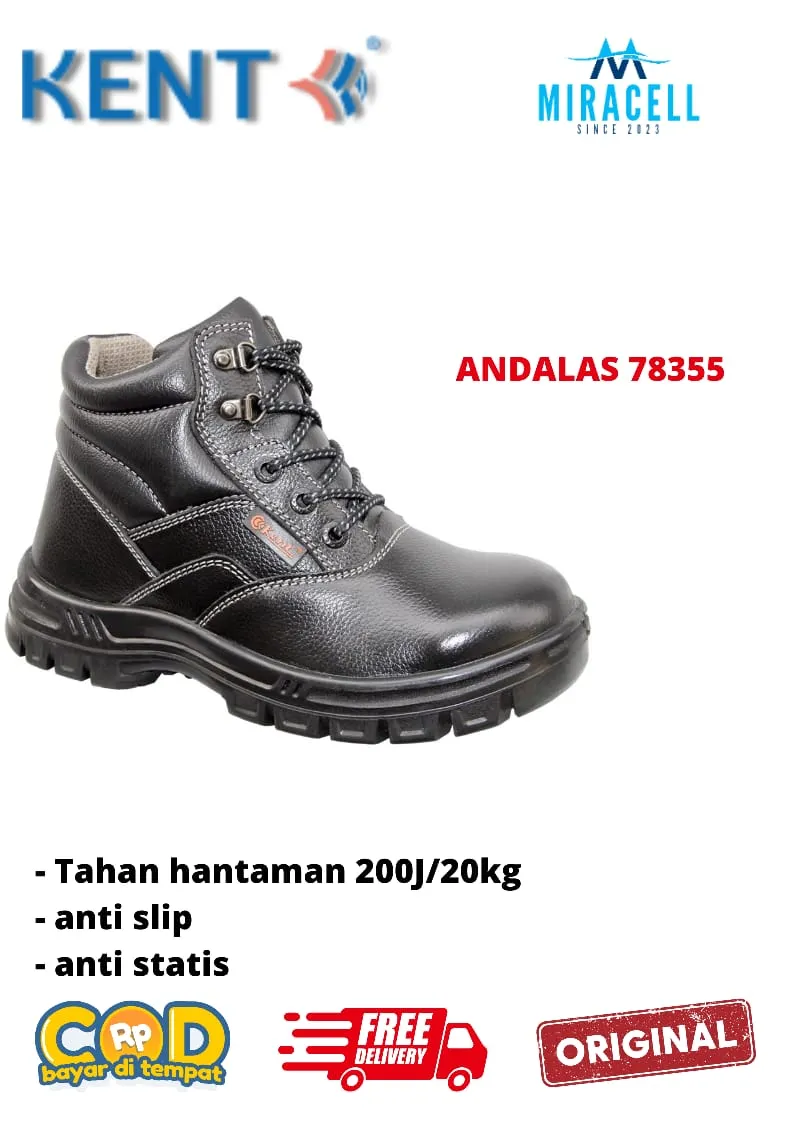 KENT
®
MIRACELL
SINCE 2023
ANDALAS 78355
Kent
- Tahan hantaman 200J/20kg
- anti slip
- anti statis
COD
Rp
bayar di tempat
FREE
DELIVERY
ORIGINAL